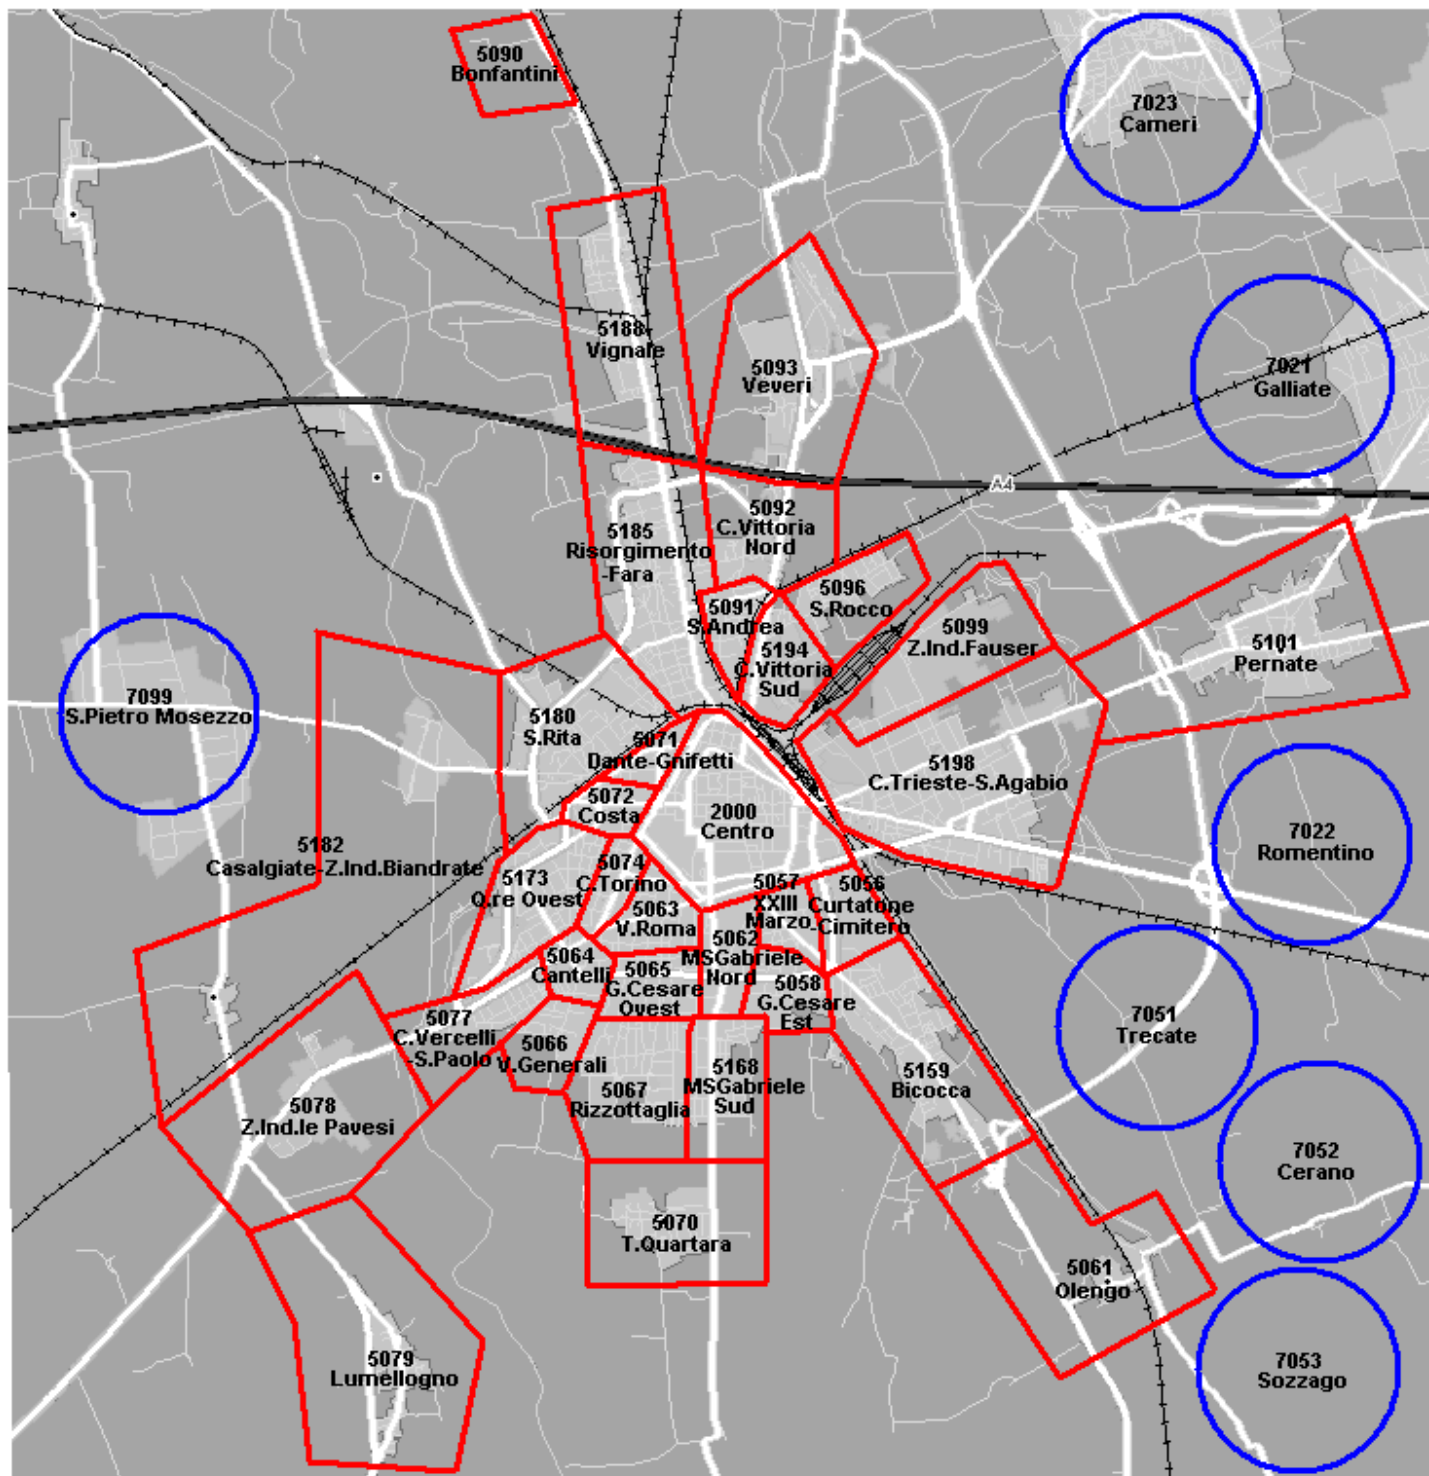 5090
Bonfantini
7023
Cameri
5188
Vignale
5093
Veveri
7021
Galliate
A4
5092
C.Vittoria
Nord
5185
Risorgimento
-Fara
5091
S.Andrea
5096
S.Rocco
5099
Z.Ind.Fauser
5194
C.Vittoria
Sud
5101
Pernate
7099
S.Pietro Mosezzo
5180
S.Rita
5071
Dante-Gnifetti
5198
C.Trieste-S.Agabio
5072
Costa
2000
Centro
7022
Romentino
5182
Casalgiate-Z.Ind.Biandrate
5074
C.Torino
5173
Q.re Ovest
5057
XXIII
Marzo
5056
Curtatone
-Cimitero
5063
V.Roma
5062
MSGabriele
Nord
5064
Cantelli
5065
G.Cesare
Ovest
5058
G.Cesare
Est
7051
Trecate
5077
C.Vercelli
-S.Paolo
5066
V.Generali
5067
Rizzottaglia
5168
MSGabriele
Sud
5159
Bicocca
5078
Z.Ind.le Pavesi
7052
Cerano
5070
T.Quartara
5061
Olengo
5079
Lumellogno
7053
Sozzago